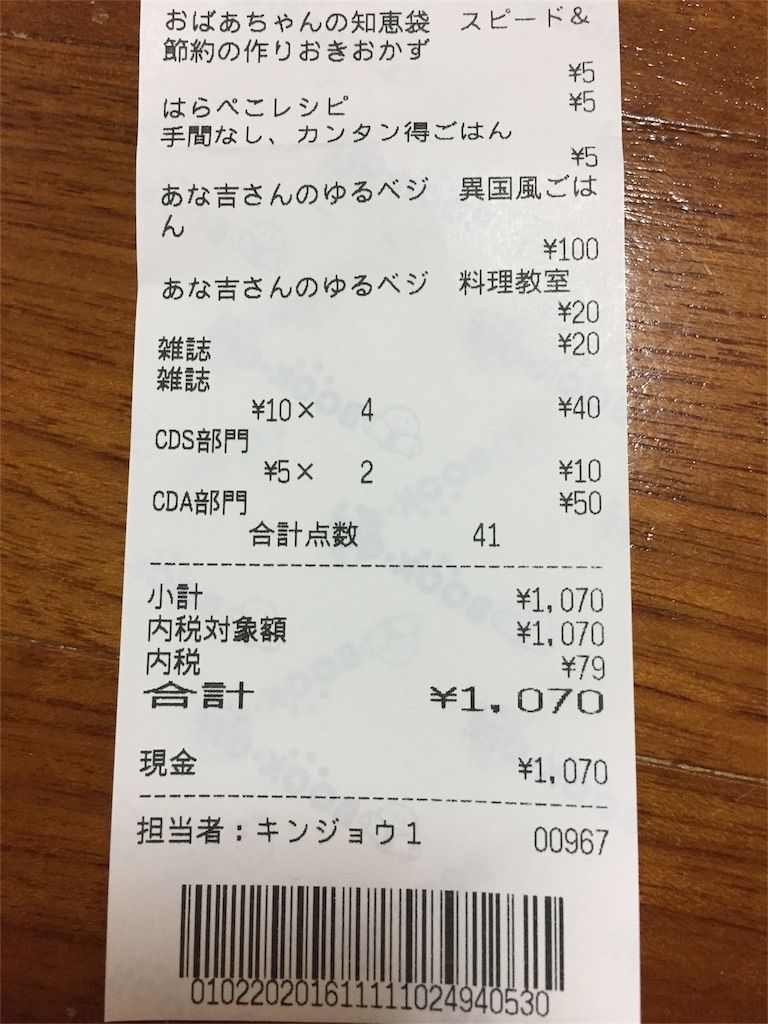 おばあちゃんの知恵袋　スピード&
節約の作りおきおかず
¥5
はらぺこレシピ ¥5
手間なし、カンタン得ごはん
¥5
あな吉さんのゆるベジ　異国風ごは
ん
¥100
あな吉さんのゆるベジ　料理教室
¥20
雑誌 ¥20
雑誌
¥10× 4 ¥40
CDS部門
¥5× 2 ¥10
CDA部門 ¥50
合計点数 41
小計 ¥1,070
内税対象額 ¥1,070
内税 ¥79
合計 ¥1,070
現金 ¥1,070
担当者：キンジョウ1 00967
0102202016111111024940530